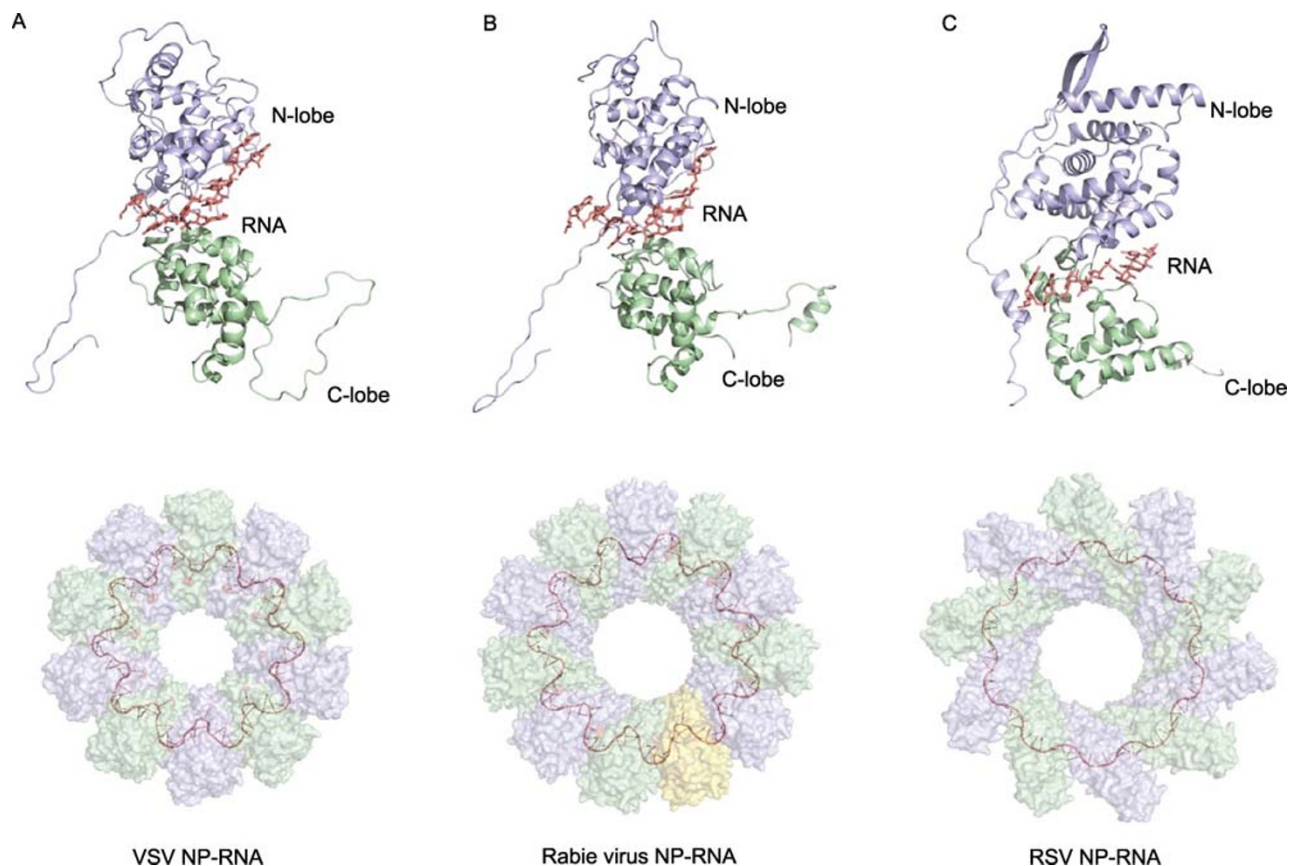 A
B
C
N-lobe
N-lobe
N-lobe
RNA
RNA
RNA
C-lobe
C-lobe
C-lobe
VSV NP-RNA
Rabie virus NP-RNA
RSV NP-RNA